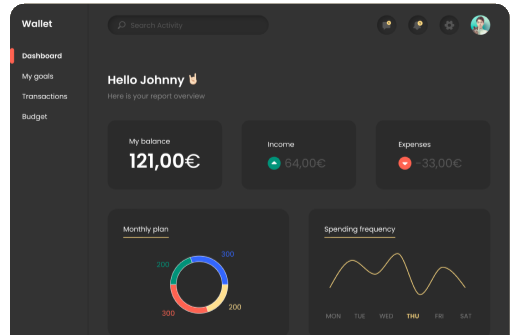 Wallet
Search Activity
Dashboard
My goals
Transactions
Budget
Hello Johnny 🤘🏻
Here is your report overview
My balance
121,00€
Income
64,00€
Expenses
-33,00€
Monthly plan
300
200
200
300
Spending frequency
MON TUE WED THU FRI SAT